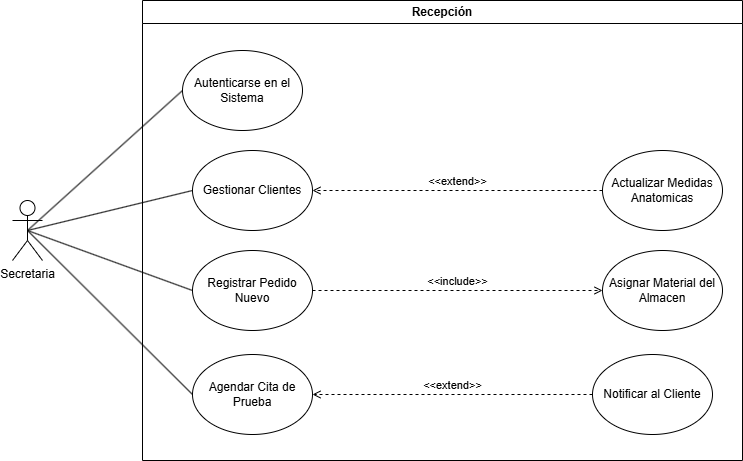 Recepción
Autenticarse en el
Sistema
Gestionar Clientes
<<extend>>
Actualizar Medidas
Anatomicas
Secretaria
Registrar Pedido
Nuevo
<<include>>
Asignar Material del
Almacen
Agendar Cita de
Prueba
<<extend>>
Notificar al Cliente